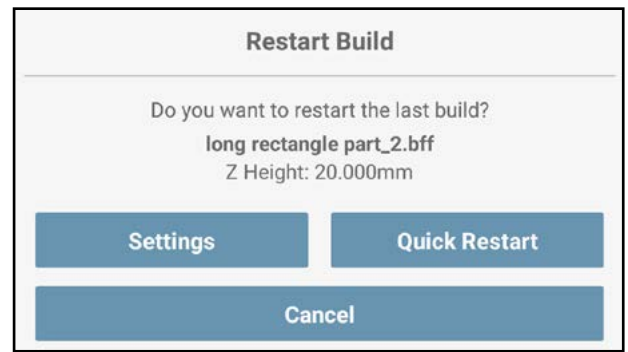 Restart Build
Do you want to restart the last build?
long rectangle part_2.bff
Z Height: 20.000mm
Settings
Quick Restart
Cancel